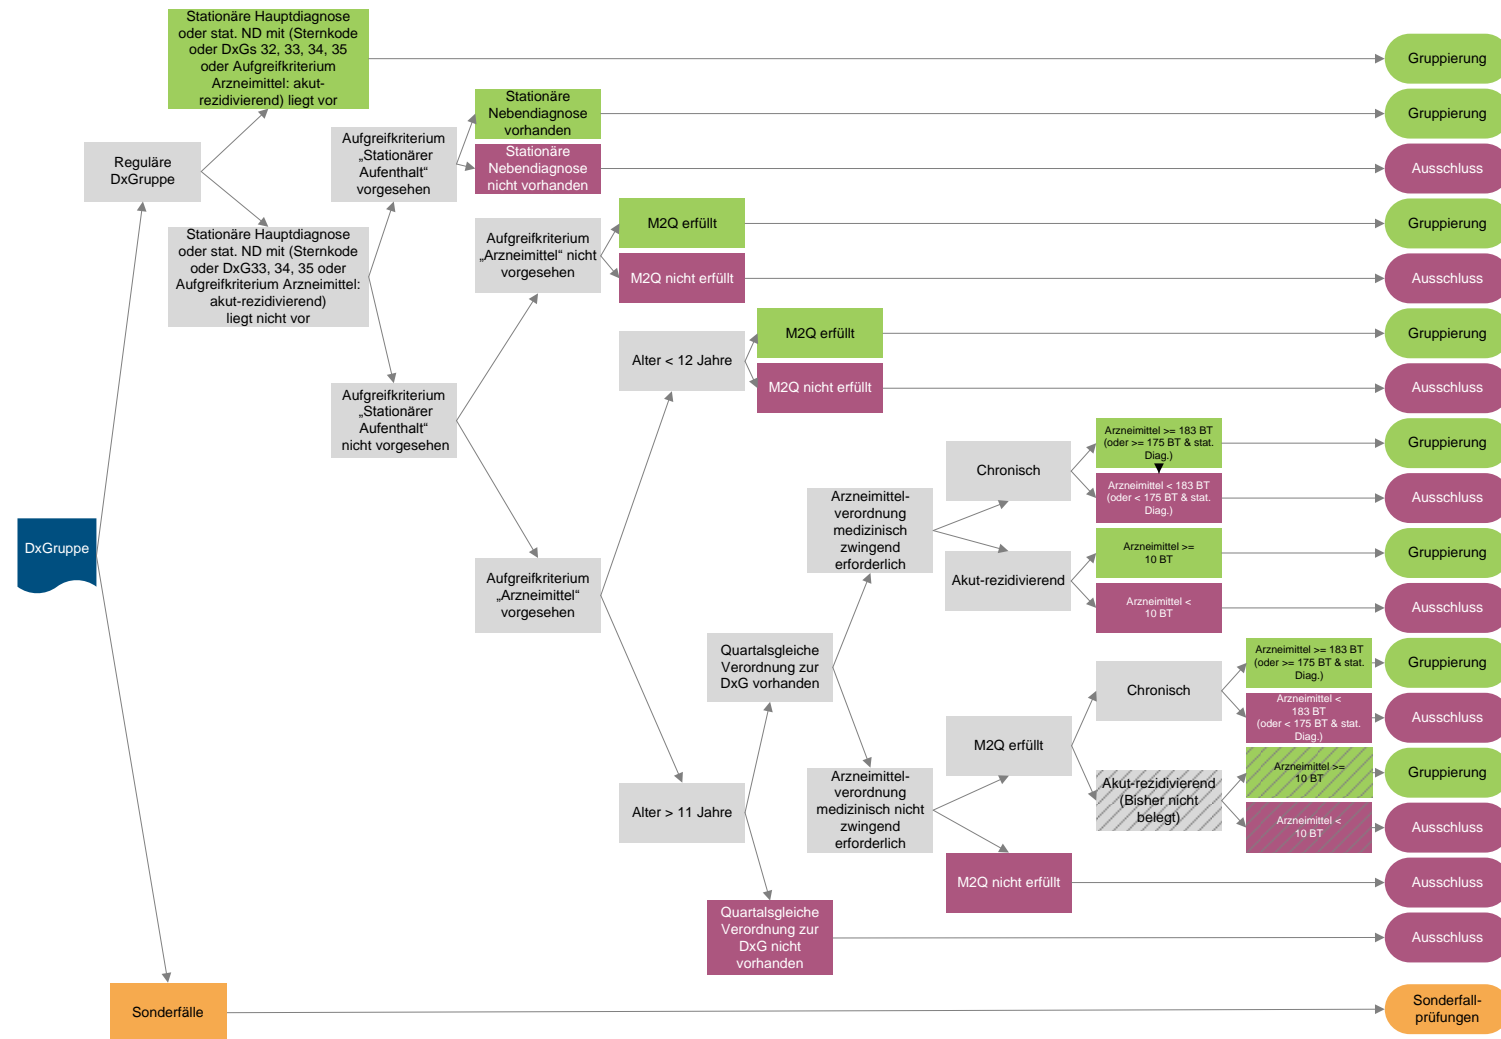 Stationäre Hauptdiagnose
oder stat. ND mit (Sternkode
oder DxGs 32, 33, 34, 35
oder Aufgreifkriterium
Arzneimittel: akut-
rezidivierend) liegt vor
Gruppierung
Stationäre
Nebendiagnose
vorhanden
Gruppierung
Aufgreifkriterium
„Stationärer
Aufenthalt“
vorgesehen
Stationäre
Nebendiagnose
nicht vorhanden
Ausschluss
Reguläre
DxGruppe
Stationäre Hauptdiagnose
oder stat. ND mit (Sternkode
oder DxG33, 34, 35 oder
Aufgreifkriterium Arzneimittel:
akut-rezidivierend)
liegt nicht vor
Aufgreifkriterium
„Arzneimittel“ nicht
vorgesehen
M2Q erfüllt
Gruppierung
M2Q nicht erfüllt
Ausschluss
Alter < 12 Jahre
M2Q erfüllt
Gruppierung
M2Q nicht erfüllt
Ausschluss
Aufgreifkriterium
„Stationärer
Aufenthalt“
nicht vorgesehen
Chronisch
Arzneimittel >= 183 BT
(oder >= 175 BT & stat.
Diag.)
Gruppierung
Arzneimittel < 183 BT
(oder < 175 BT & stat.
Diag.)
Ausschluss
Arzneimittel-
verordnung
medizinisch
zwingend
erforderlich
DxGruppe
Akut-rezidivierend
Arzneimittel >=
10 BT
Gruppierung
Arzneimittel <
10 BT
Ausschluss
Aufgreifkriterium
„Arzneimittel“
vorgesehen
Quartalsgleiche
Verordnung zur
DxG vorhanden
Chronisch
Arzneimittel >= 183 BT
(oder >= 175 BT & stat.
Diag.)
Gruppierung
Arzneimittel <
183 BT
(oder < 175 BT & stat.
Diag.)
Ausschluss
M2Q erfüllt
Akut-rezidivierend
(Bisher nicht
belegt)
Arzneimittel >=
10 BT
Gruppierung
Arzneimittel <
10 BT
Ausschluss
Alter > 11 Jahre
Arzneimittel-
verordnung
medizinisch nicht
zwingend
erforderlich
M2Q nicht erfüllt
Ausschluss
Quartalsgleiche
Verordnung zur
DxG nicht
vorhanden
Ausschluss
Sonderfälle
Sonderfall-
prüfungen